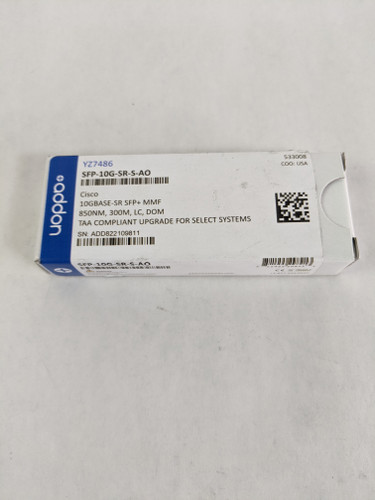 addon
YZ7486
SFP-10G-SR-S-AO
53300B
COO: USA
Cisco
10GBASE-SR SFP+ MMF
850NM, 300M, LC, DOM
TAA COMPLIANT UPGRADE FOR SELECT SYSTEMS
SN: ADD822109811
SFP-10G-SR-S-AO